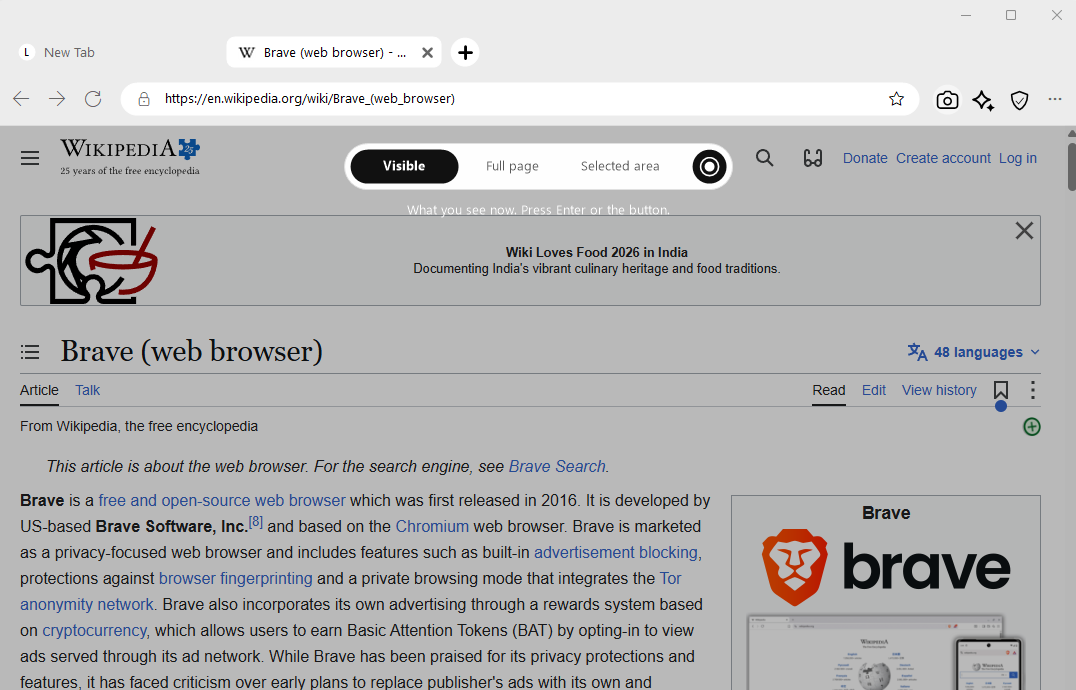 L New Tab
Brave (web browser) - ...
https://en.wikipedia.org/wiki/Brave_(web_browser)
WIKIPEDIA 25
25 years of the free encyclopedia
Visible Full page Selected area
Donate Create account Log in
What you see now. Press Enter or the button.
Wiki Loves Food 2026 in India
Documenting India's vibrant culinary heritage and food traditions.
Brave (web browser)
48 languages
Article Talk
Read Edit View history
From Wikipedia, the free encyclopedia
This article is about the web browser. For the search engine, see Brave Search.
Brave is a free and open-source web browser which was first released in 2016. It is developed by
US-based Brave Software, Inc.[8] and based on the Chromium web browser. Brave is marketed
as a privacy-focused web browser and includes features such as built-in advertisement blocking,
protections against browser fingerprinting and a private browsing mode that integrates the Tor
anonymity network. Brave also incorporates its own advertising through a rewards system based
on cryptocurrency, which allows users to earn Basic Attention Tokens (BAT) by opting-in to view
ads served through its ad network. While Brave has been praised for its privacy protections and
features, it has faced criticism over early plans to replace publisher's ads with its own and
Brave
brave
WIKIPEDIA